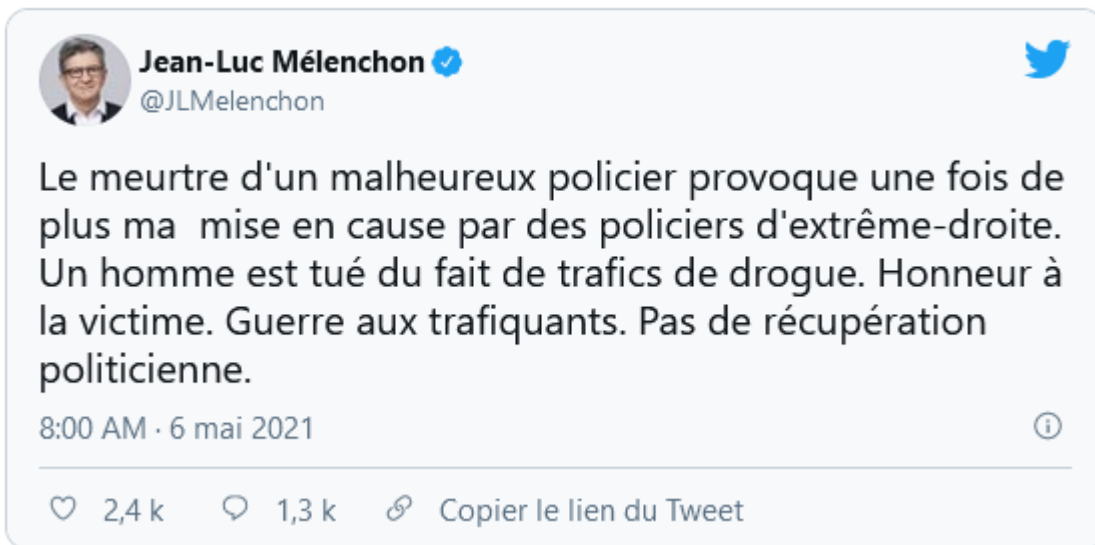 Jean-Luc Mélenchon
@JLMelenchon
Le meurtre d'un malheureux policier provoque une fois de
plus ma  mise en cause par des policiers d'extrême-droite.
Un homme est tué du fait de trafics de drogue. Honneur à
la victime. Guerre aux trafiquants. Pas de récupération
politicienne.
8:00 AM · 6 mai 2021
2,4 k 1,3 k Copier le lien du Tweet